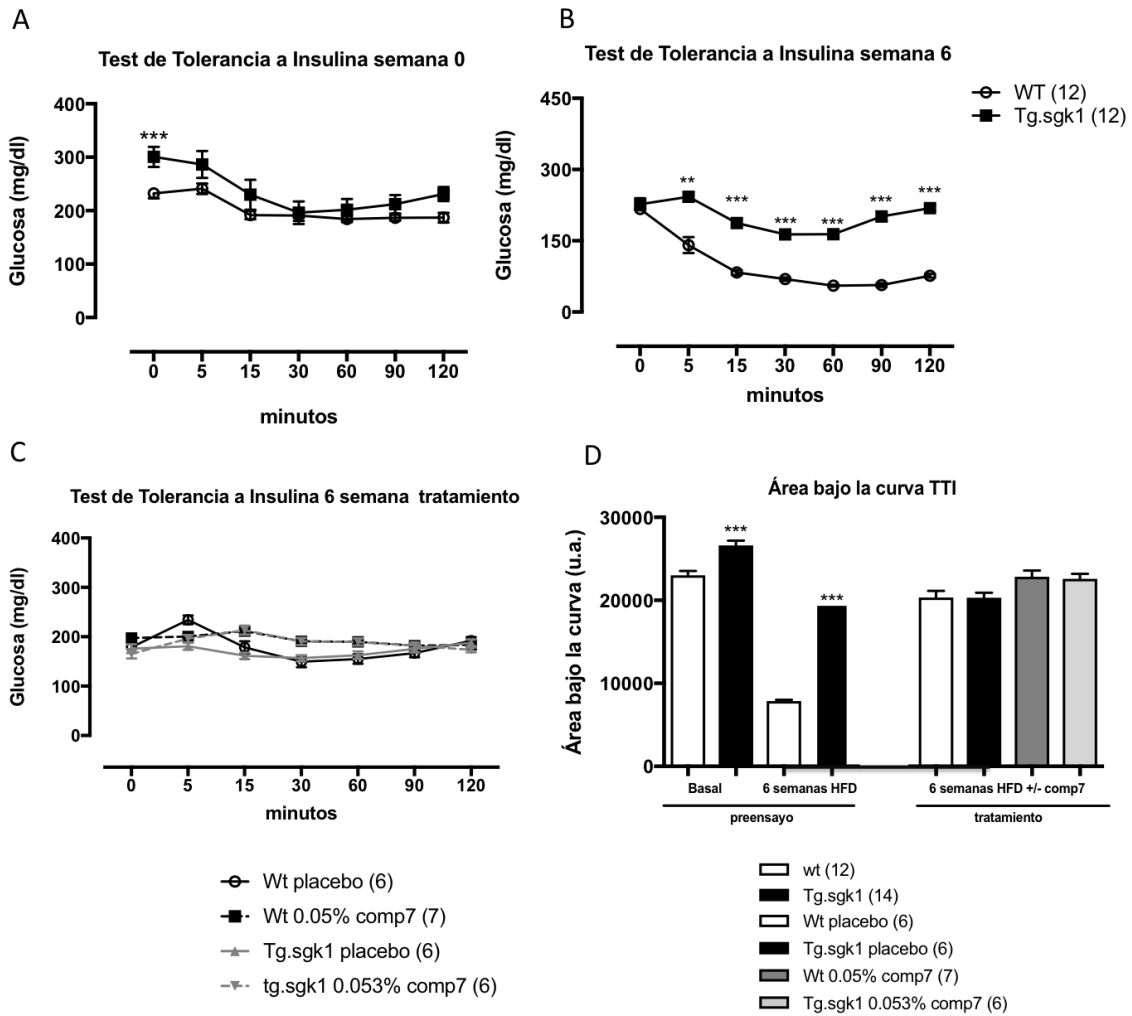 A
Test de Tolerancia a Insulina semana 0
400
300
200
100
0
Glucosa (mg/dl)
***
0 5 15 30 60 90 120
minutos
B
Test de Tolerancia a Insulina semana 6
450
300
150
0
Glucosa (mg/dl)
** *** *** *** *** ***
0 5 15 30 60 90 120
minutos
WT (12)
Tg.sgk1 (12)
C
Test de Tolerancia a Insulina 6 semana tratamiento
400
300
200
100
0
Glucosa (mg/dl)
0 5 15 30 60 90 120
minutos
Wt placebo (6)
Wt 0.05% comp7 (7)
Tg.sgk1 placebo (6)
tg.sgk1 0.053% comp7 (6)
D
Área bajo la curva TTI
30000
20000
10000
0
Área bajo la curva (u.a.)
***
***
Basal 6 semanas HFD 6 semanas HFD +/- comp7
preensayo tratamiento
wt (12)
Tg.sgk1 (14)
Wt placebo (6)
Tg.sgk1 placebo (6)
Wt 0.05% comp7 (7)
Tg.sgk1 0.053% comp7 (6)